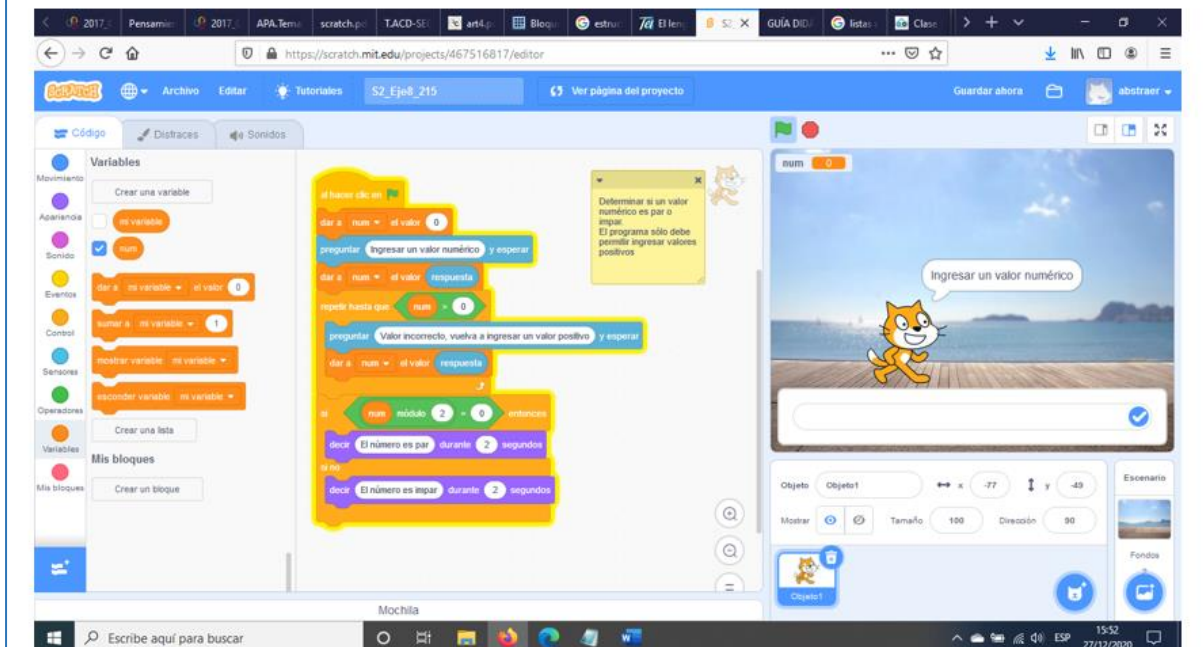 2017_ Pensamie 2017_ APA.Tema scratch.pd T.ACD-SE art4.p Bloqu estru El len S2_ GUÍA DID listas Clase
https://scratch.mit.edu/projects/467516817/editor
SCRATCH Archivo Editar Tutoriales S2_Eje8_215 Ver página del proyecto Guardar ahora abstraer
Código Disfraces Sonidos
Movimiento
Apariencia
Sonido
Eventos
Control
Sensores
Operadores
Variables
Mis bloques
Variables
Crear una variable
mi variable
num
dar a mi variable el valor 0
sumar a mi variable 1
mostrar variable mi variable
esconder variable mi variable
Crear una lista
Mis bloques
Crear un bloque
al hacer clic en
dar a num el valor 0
preguntar Ingresar un valor numérico y esperar
dar a num el valor respuesta
repetir hasta que num > 0
preguntar Valor incorrecto, vuelva a ingresar un valor positivo y esperar
dar a num el valor respuesta
si num módulo 2 = 0 entonces
decir El número es par durante 2 segundos
si no
decir El número es impar durante 2 segundos
Determinar si un valor
numérico es par o
impar.
El programa sólo debe
permitir ingresar valores
positivos
Mochila
num 0
Ingresar un valor numérico
Objeto Objeto1 x -77 y -49
Mostrar Tamaño 100 Dirección 90
Objeto1
Escenario
Fondos
Escribe aquí para buscar
ESP
15:52
27/12/2020